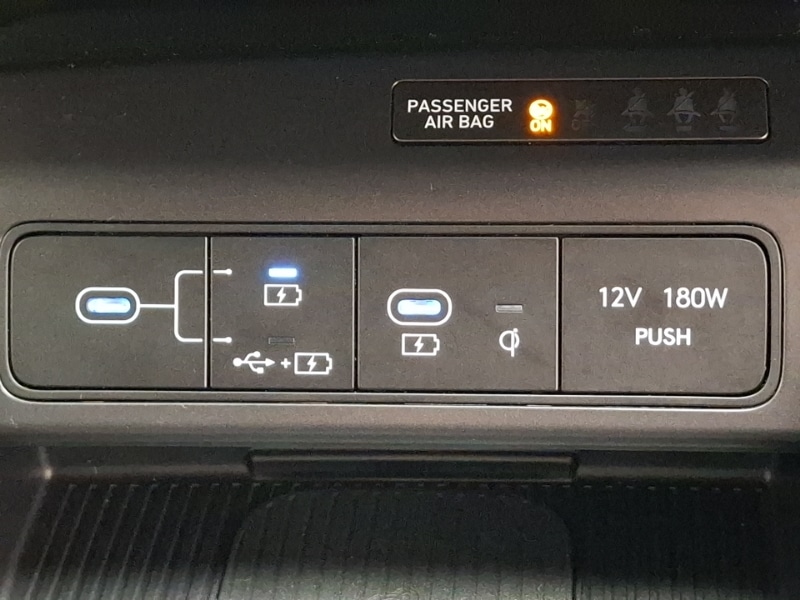 PASSENGER
AIR BAG
ON
12V 180W
PUSH